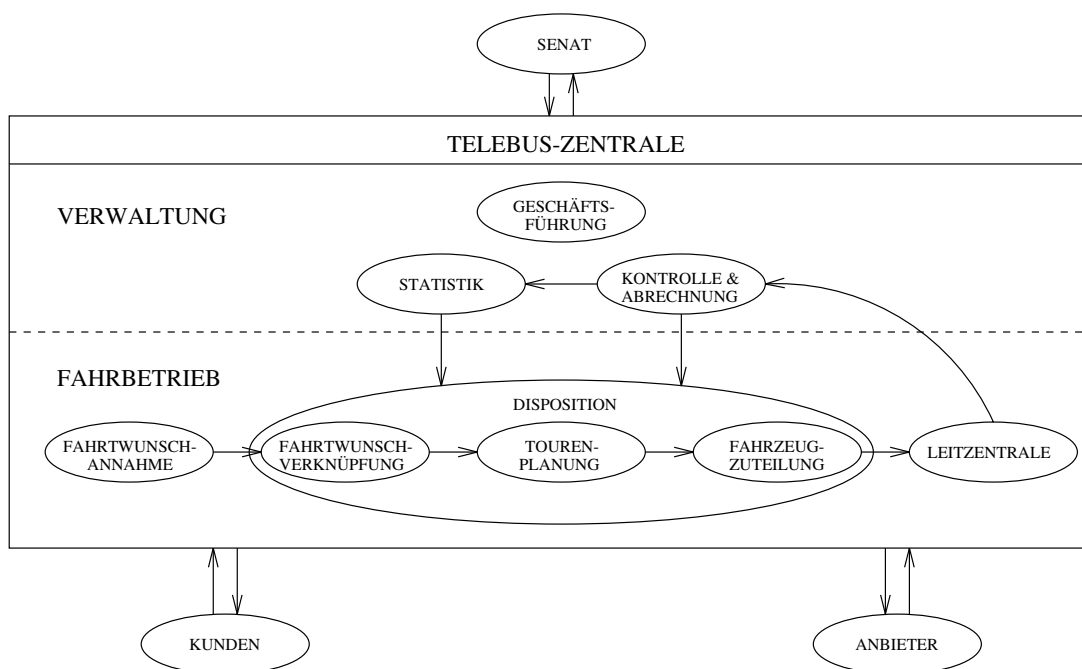 SENAT
TELEBUS-ZENTRALE
VERWALTUNG
GESCHÄFTS-
FÜHRUNG
STATISTIK
KONTROLLE &
ABRECHNUNG
FAHRBETRIEB
DISPOSITION
FAHRTWUNSCH-
ANNAHME
FAHRTWUNSCH-
VERKNÜPFUNG
TOUREN-
PLANUNG
FAHRZEUG-
ZUTEILUNG
LEITZENTRALE
KUNDEN
ANBIETER